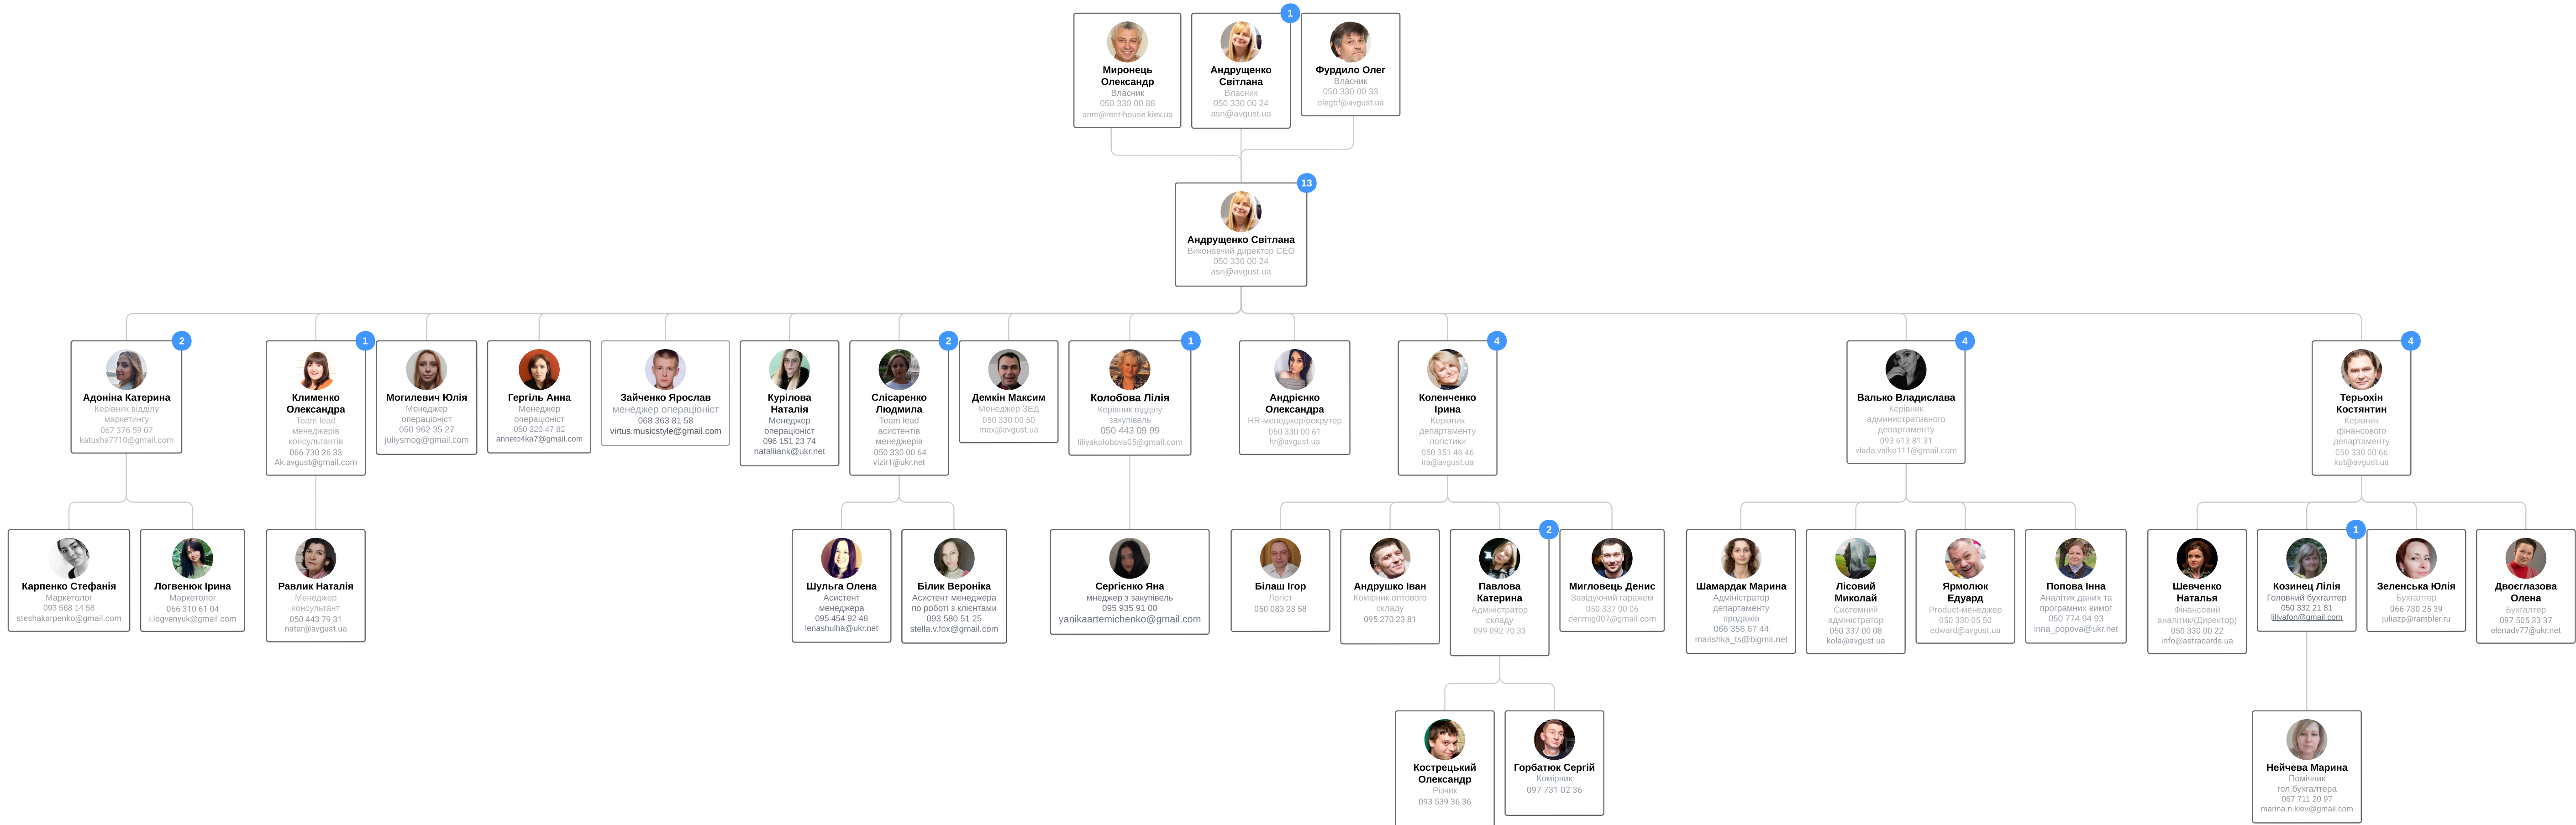 1
Миронець
Олександр
Власник
050 330 00 88
anm@rent-house.kiev.ua
Андрущенко
Світлана
Власник
050 330 00 24
asn@avgust.ua
Фурдило Олег
Власник
050 330 00 33
olegbf@avgust.ua
13
Андрущенко Світлана
Виконавчий директор CEO
050 330 00 24
asn@avgust.ua
2
Адоніна Катерина
Керівник відділу
маркетингу
067 376 59 07
katusha7710@gmail.com
1
Клименко
Олександра
Team lead
менеджерів
консультантів
066 730 26 33
Ak.avgust@gmail.com
Могилевич Юлія
Менеджер
операціоніст
050 962 35 27
juliysmog@gmail.com
Гергіль Анна
Менеджер
операціоніст
050 320 47 82
anneto4ka7@gmail.com
Зайченко Ярослав
менеджер операціоніст
068 363 81 58
virtus.musicstyle@gmail.com
Курілова
Наталія
Менеджер
операціоніст
096 151 23 74
nataliiank@ukr.net
2
Слісаренко
Людмила
Team lead
асистентів
менеджерів
050 330 00 64
vizir1@ukr.net
Демкін Максим
Менеджер ЗЕД
050 330 00 50
max@avgust.ua
1
Колобова Лілія
Керівник відділу
закупівель
050 443 09 99
liliyakolobova05@gmail.com
Андрієнко
Олександра
HR-менеджер/рекрутер
050 330 00 61
hr@avgust.ua
4
Коленченко
Ірина
Керівник
департаменту
логістики
050 351 46 46
ira@avgust.ua
4
Валько Владислава
Керівник
административного
департаменту
093 613 81 31
vlada.valko111@gmail.com
4
Терьохін
Костянтин
Керівник
фінансового
департаменту
050 330 00 66
kut@avgust.ua
Карпенко Стефанія
Маркетолог
093 568 14 58
steshakarpenko@gmail.com
Логвенюк Ірина
Маркетолог
066 310 61 04
i.logvenyuk@gmail.com
Равлик Наталія
Менеджер
консультант
050 443 79 31
natar@avgust.ua
Шульга Олена
Асистент
менеджера
095 454 92 48
lenashulha@ukr.net
Білик Вероніка
Асистент менеджера
по роботі з клієнтами
093 580 51 25
stella.v.fox@gmail.com
Сергієнко Яна
мнеджер з закупівель
095 935 91 00
yanikaartemichenko@gmail.com
Білаш Ігор
Логіст
050 083 23 58
Андрушко Іван
Комірник оптового
складу
095 270 23 81
2
Павлова
Катерина
Адміністратор
складу
099 092 70 33
Мигловець Денис
Завідуючий гаражем
050 337 00 06
denmig007@gmail.com
Шамардак Марина
Адміністратор
департаменту
продажів
066 356 67 44
marishka_ts@bigmir.net
Лісовий
Миколай
Системний
адміністратор
050 337 00 08
kola@avgust.ua
Ярмолюк
Едуард
Product-менеджер
050 330 05 50
edward@avgust.ua
Попова Інна
Аналітик даних та
програмних вимог
050 774 94 93
inna_popova@ukr.net
Шевченко
Наталья
Фінансовий
аналітик/(Директор)
050 330 00 22
info@astracards.ua
1
Козинец Лілія
Головний бухгалтер
050 332 21 81
liliyafon@gmail.com
Зеленська Юлія
Бухгалтер
066 730 25 39
juliazp@rambler.ru
Двоєглазова
Олена
Бухгалтер
097 505 33 37
elenadv77@ukr.net
Кострецький
Олександр
Різчик
093 539 36 36
Горбатюк Сергій
Комірник
097 731 02 36
Нейчева Марина
Помічник
гол.бухгалтера
067 711 20 97
marina.n.kiev@gmail.com